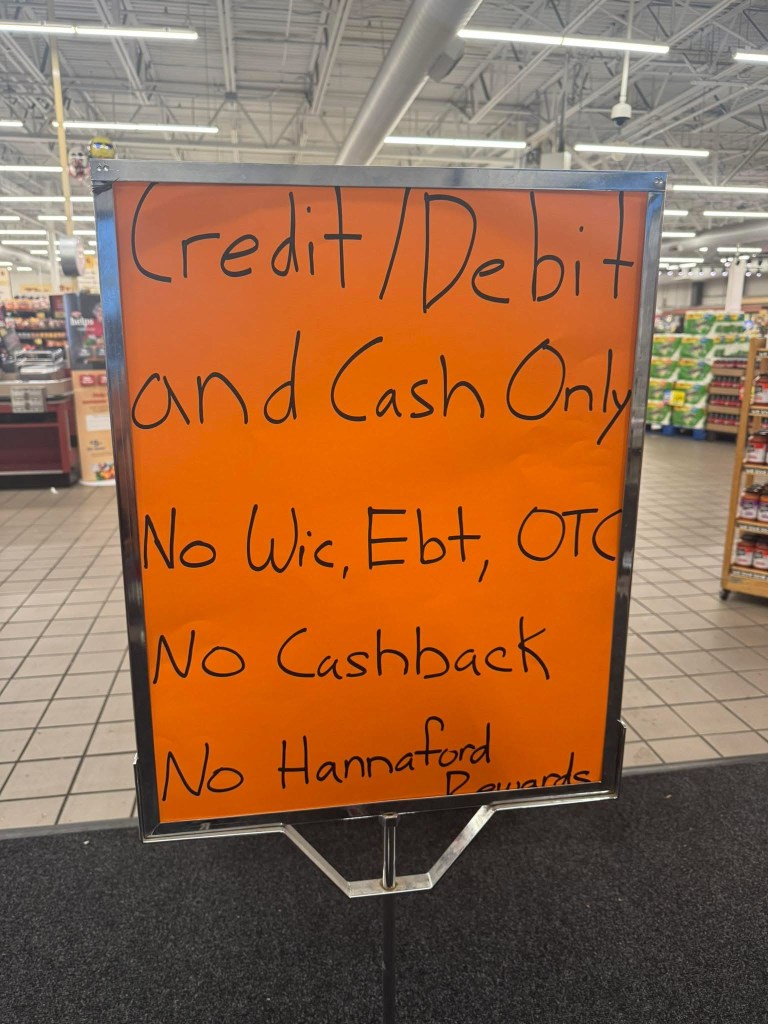 Credit/Debit
and Cash Only
No Wic, Ebt, OTC
No Cashback
No Hannaford
Rewards